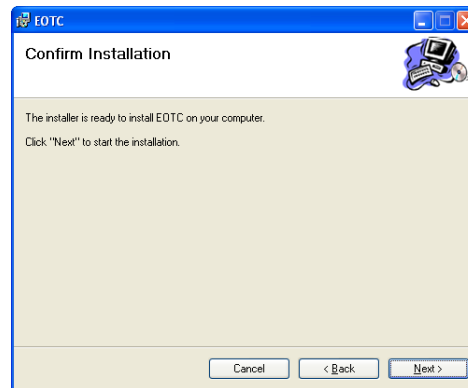 EOTC
Confirm Installation
The installer is ready to install EOTC on your computer.
Click "Next" to start the installation.
Cancel
< Back
Next >